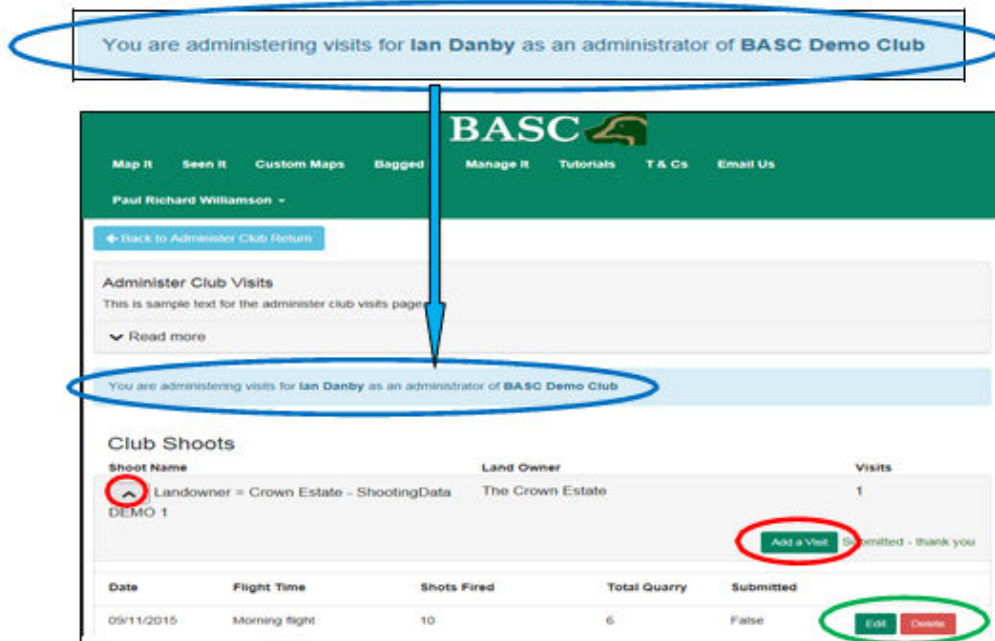 You are administering visits for Ian Danby as an administrator of BASC Demo Club
BASC
Map It Seen It Custom Maps Bagged Manage It Tutorials T & Cs Email Us
Paul Richard Williamson
Back to Administer Club Return
Administer Club Visits
This is sample text for the administer club visits page
Read more
You are administering visits for Ian Danby as an administrator of BASC Demo Club
Club Shoots
Shoot Name Land Owner Visits
Landowner = Crown Estate - ShootingData The Crown Estate 1
DEMO 1
Add a Visit Submitted - thank you
Date Flight Time Shots Fired Total Quarry Submitted
09/11/2015 Morning flight 10 6 False Edit Delete